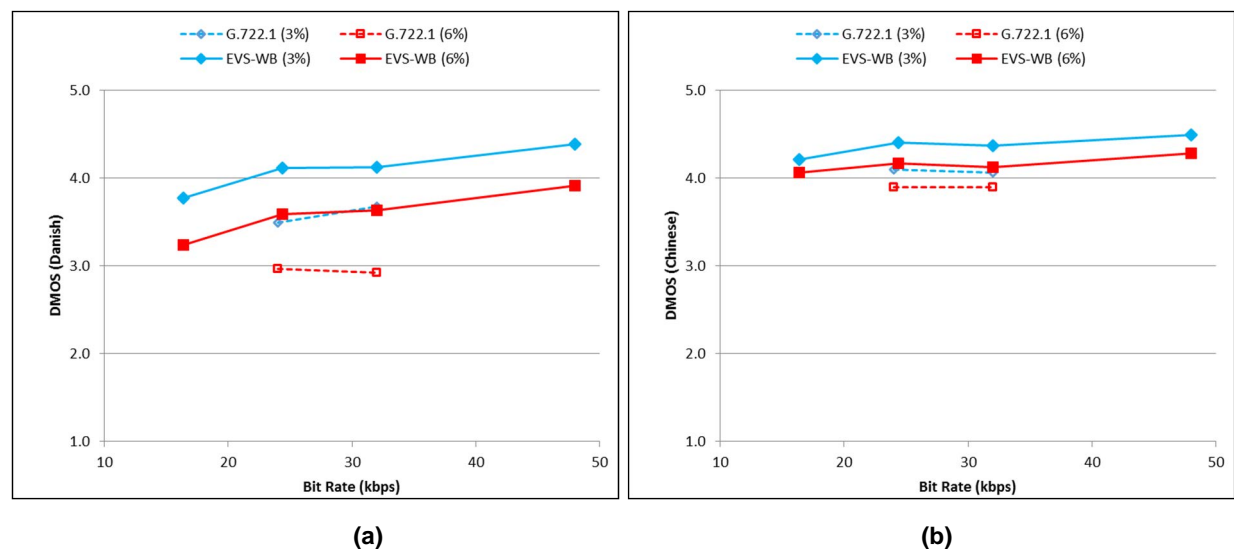 G.722.1 (3%) G.722.1 (6%)
EVS-WB (3%) EVS-WB (6%)
5.0
4.0
3.0
2.0
1.0
DMOS (Danish)
10 20 30 40 50
Bit Rate (kbps)
(a)
G.722.1 (3%) G.722.1 (6%)
EVS-WB (3%) EVS-WB (6%)
5.0
4.0
3.0
2.0
1.0
DMOS (Chinese)
10 20 30 40 50
Bit Rate (kbps)
(b)